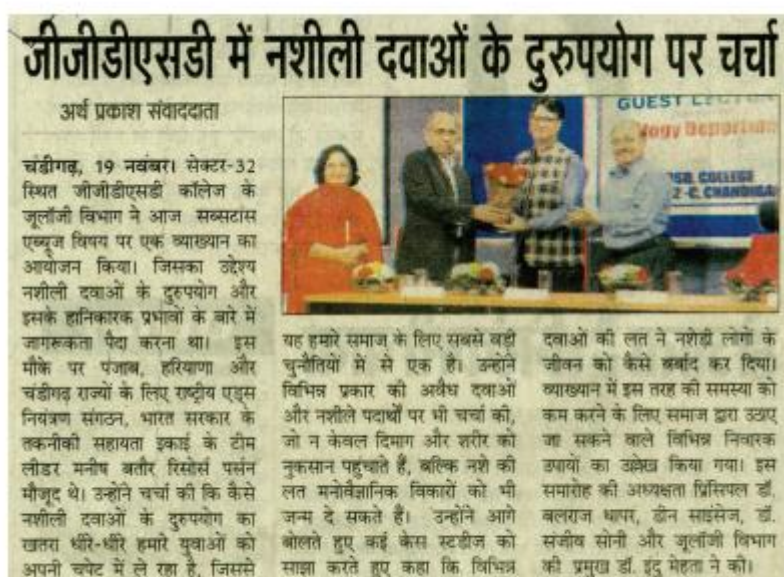 जीजीडीएसडी में नशीली दवाओं के दुरुपयोग पर चर्चा
अर्थ प्रकाश संवाददाता
चंडीगढ़, 19 नवंबर। सेक्टर-32
स्थित जीजीडीएसडी कॉलेज के
जूलॉजी विभाग ने आज सब्सटांस
एब्यूज विषय पर एक व्याख्यान का
आयोजन किया। जिसका उद्देश्य
नशीली दवाओं के दुरुपयोग और
इसके हानिकारक प्रभावों के बारे में
जागरूकता पैदा करना था। इस
मौके पर पंजाब, हरियाणा और
चंडीगढ़ राज्यों के लिए राष्ट्रीय एड्स
नियंत्रण संगठन, भारत सरकार के
तकनीकी सहायता इकाई के टीम
लीडर मनीष बतौर रिसोर्स पर्सन
मौजूद थे। उन्होंने चर्चा की कि कैसे
नशीली दवाओं के दुरुपयोग का
खतरा धीरे-धीरे हमारे युवाओं को
अपनी चपेट में ले रहा है, जिससे
GUEST LECTUR
logy Departme
DSD COLLEGE
2 -C, CHANDIGA
यह हमारे समाज के लिए सबसे बड़ी
चुनौतियों में से एक है। उन्होंने
विभिन्न प्रकार की अवैध दवाओं
और नशीले पदार्थों पर भी चर्चा की,
जो न केवल दिमाग और शरीर को
नुकसान पहुंचाते हैं, बल्कि नशे की
लत मनोवैज्ञानिक विकारों को भी
जन्म दे सकते हैं। उन्होंने आगे
बोलते हुए कई केस स्टडीज को
साझा करते हुए कहा कि विभिन्न
दवाओं की लत ने नशेड़ी लोगों के
जीवन को कैसे बर्बाद कर दिया।
व्याख्यान में इस तरह की समस्या को
कम करने के लिए समाज द्वारा उठाए
जा सकने वाले विभिन्न निवारक
उपायों का उल्लेख किया गया। इस
समारोह की अध्यक्षता प्रिंसिपल डॉ.
बलराज थापर, डीन साइंसेज, डॉ.
संजीव सोनी और जूलॉजी विभाग
की प्रमुख डॉ. इंदु मेहता ने की।